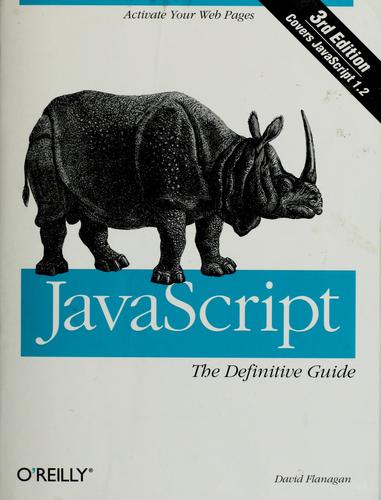 Activate Your Web Pages
3rd Edition
Covers JavaScript 1.2
JavaScript
The Definitive Guide
O'REILLY®
David Flanagan